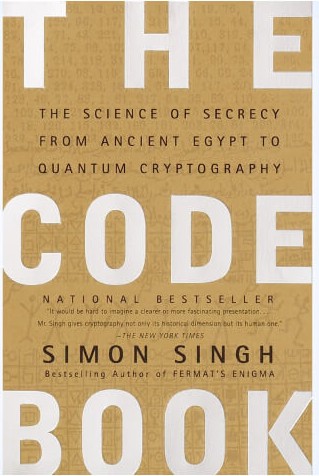 THE
THE SCIENCE OF SECRECY
FROM ANCIENT EGYPT TO
QUANTUM CRYPTOGRAPHY
CODE
NATIONAL BESTSELLER
"It would be hard to imagine a clearer or more fascinating presentation. . .
Mr. Singh gives cryptography not only its historical dimension but its human one."
—THE NEW YORK TIMES
SIMON SINGH
Bestselling Author of FERMAT'S ENIGMA
BOOK